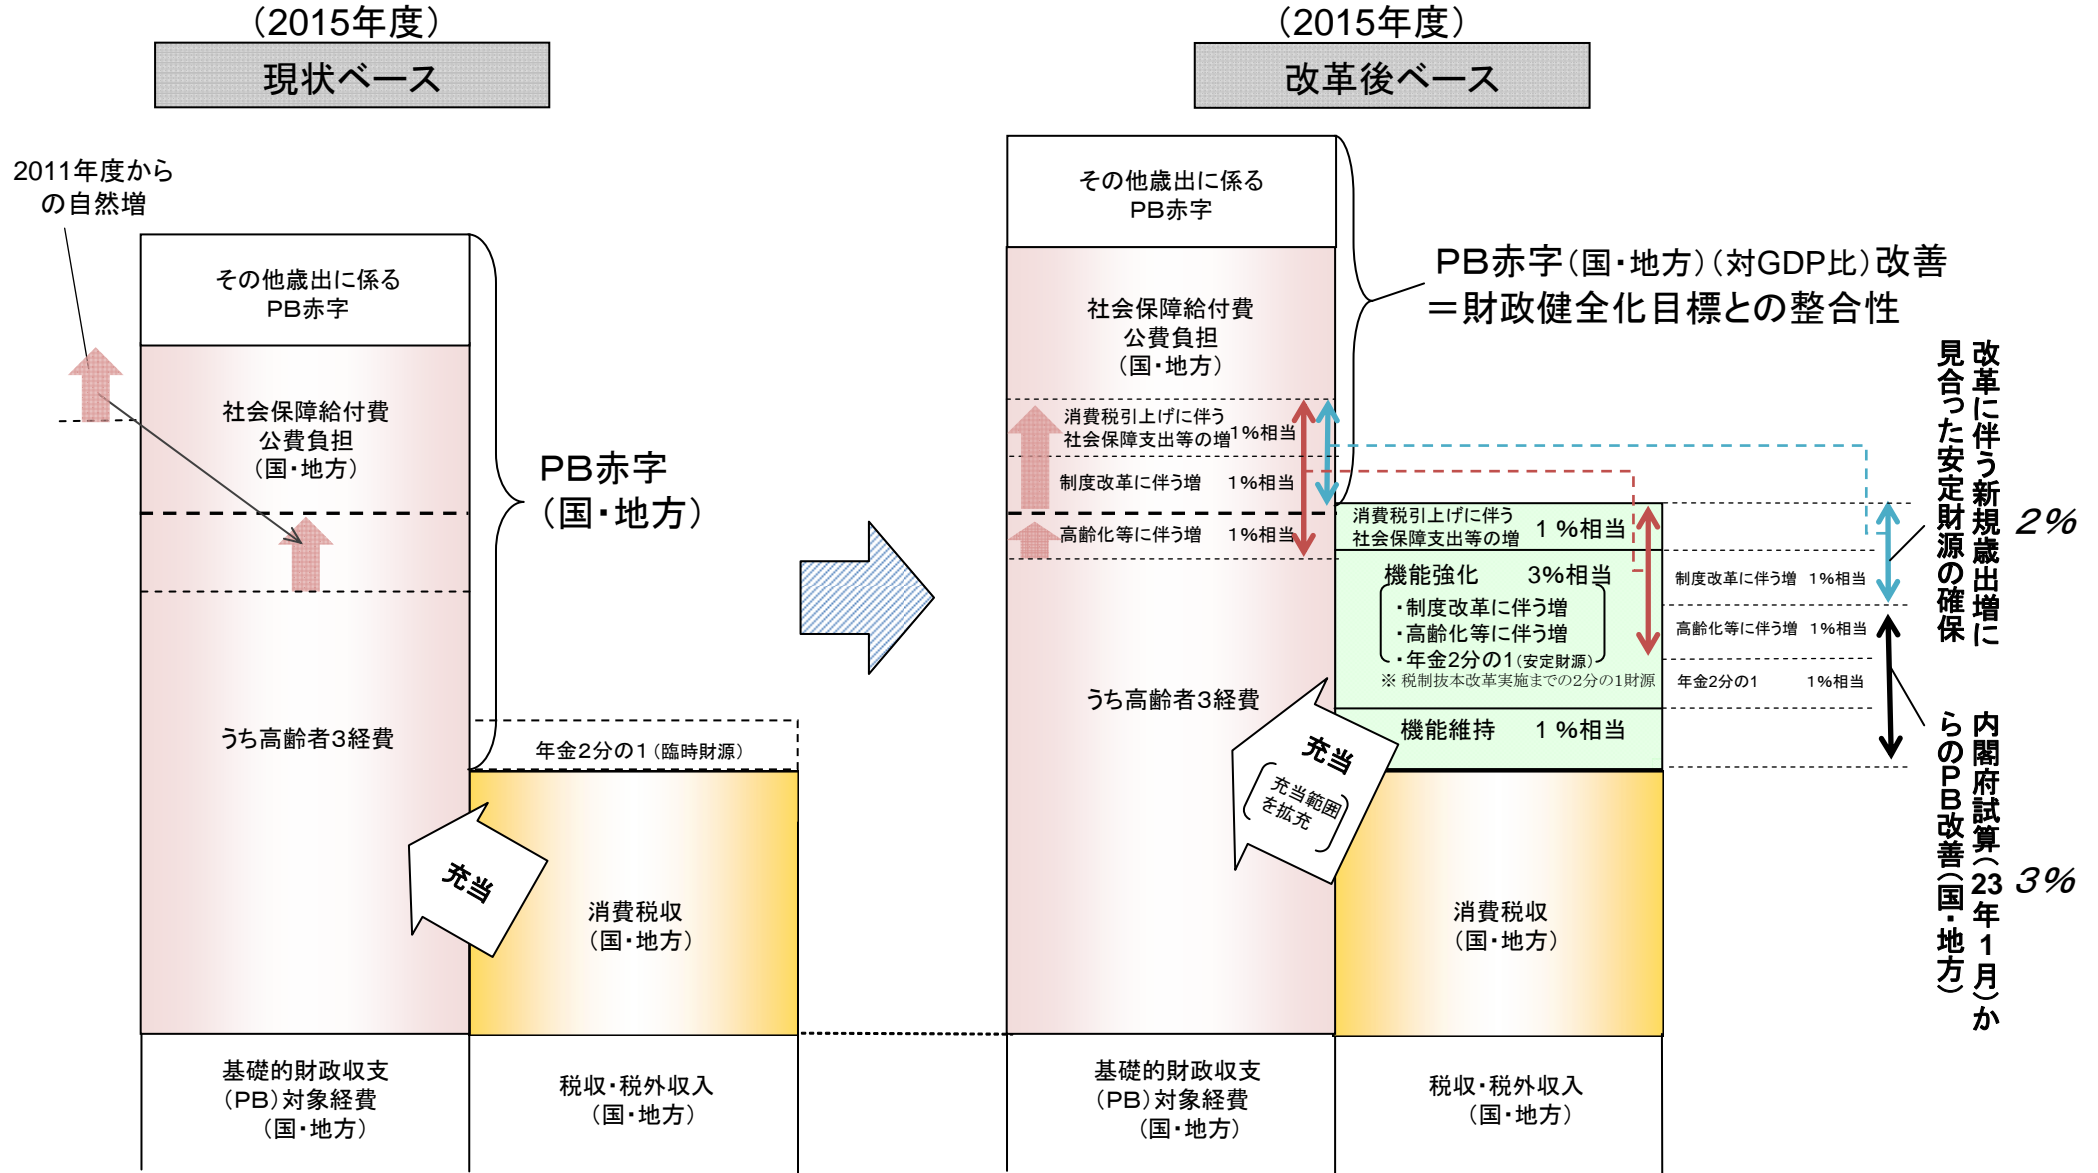 (2015年度)
現状ベース
2011年度から
の自然増
その他歳出に係る
PB赤字
社会保障給付費
公費負担
(国・地方)
うち高齢者3経費
PB赤字
(国・地方)
年金2分の1(臨時財源)
充当
消費税収
(国・地方)
基礎的財政収支
(PB)対象経費
(国・地方)
税収・税外収入
(国・地方)
(2015年度)
改革後ベース
その他歳出に係る
PB赤字
社会保障給付費
公費負担
(国・地方)
消費税引上げに伴う
社会保障支出等の増 1%相当
制度改革に伴う増 1%相当
高齢化等に伴う増 1%相当
うち高齢者3経費
PB赤字(国・地方)(対GDP比)改善
=財政健全化目標との整合性
消費税引上げに伴う
社会保障支出等の増 1%相当
機能強化 3%相当
・制度改革に伴う増
・高齢化等に伴う増
・年金2分の1(安定財源)
※ 税制抜本改革実施までの2分の1財源
機能維持 1%相当
充当
充当範囲
を拡充
消費税収
(国・地方)
基礎的財政収支
(PB)対象経費
(国・地方)
税収・税外収入
(国・地方)
制度改革に伴う増 1%相当
高齢化等に伴う増 1%相当
年金2分の1 1%相当
改革に伴う新規歳出増に
見合った安定財源の確保
2%
内閣府試算(23年1月)か
らのPB改善(国・地方)
3%